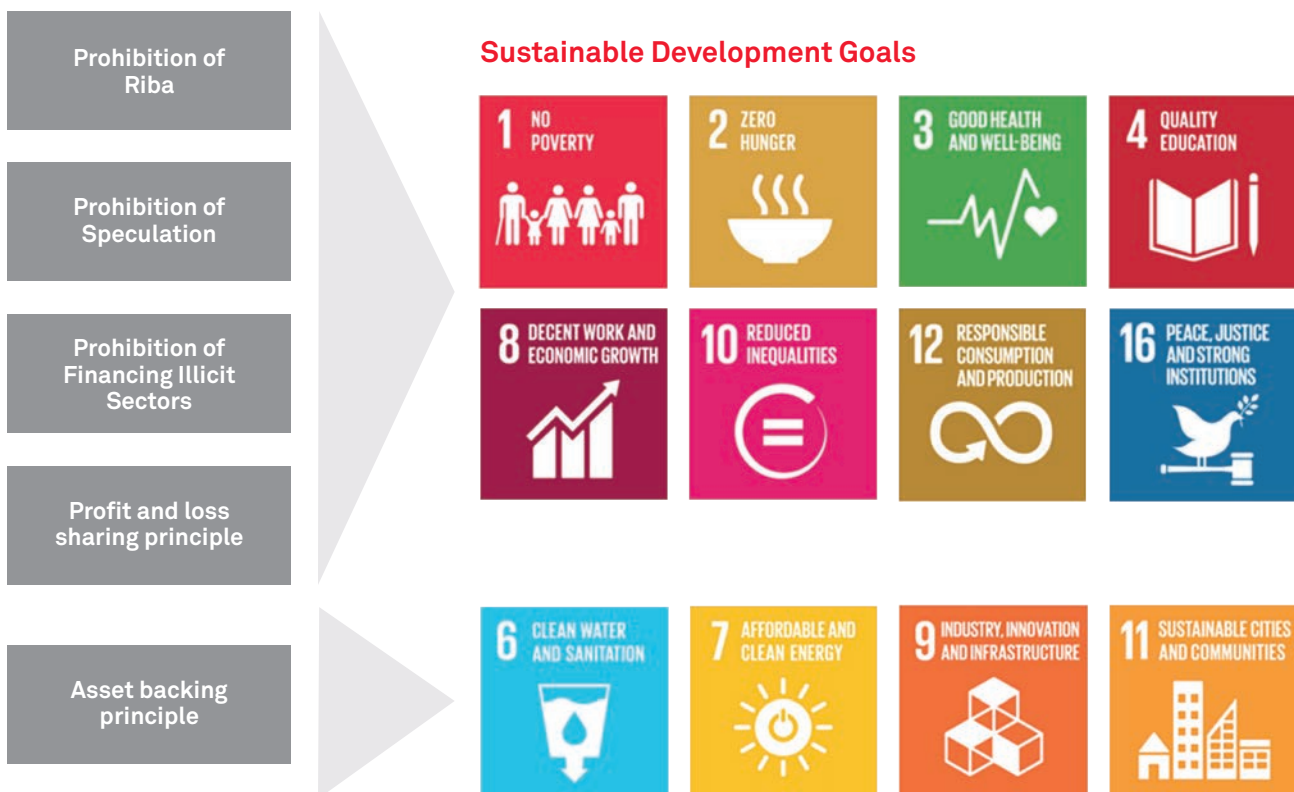 Prohibition of
Riba
Prohibition of
Speculation
Prohibition of
Financing Illicit
Sectors
Profit and loss
sharing principle
Asset backing
principle
Sustainable Development Goals
1 NO
POVERTY
2 ZERO
HUNGER
3 GOOD HEALTH
AND WELL-BEING
4 QUALITY
EDUCATION
8 DECENT WORK AND
ECONOMIC GROWTH
10 REDUCED
INEQUALITIES
12 RESPONSIBLE
CONSUMPTION
AND PRODUCTION
16 PEACE, JUSTICE
AND STRONG
INSTITUTIONS
6 CLEAN WATER
AND SANITATION
7 AFFORDABLE AND
CLEAN ENERGY
9 INDUSTRY, INNOVATION
AND INFRASTRUCTURE
11 SUSTAINABLE CITIES
AND COMMUNITIES